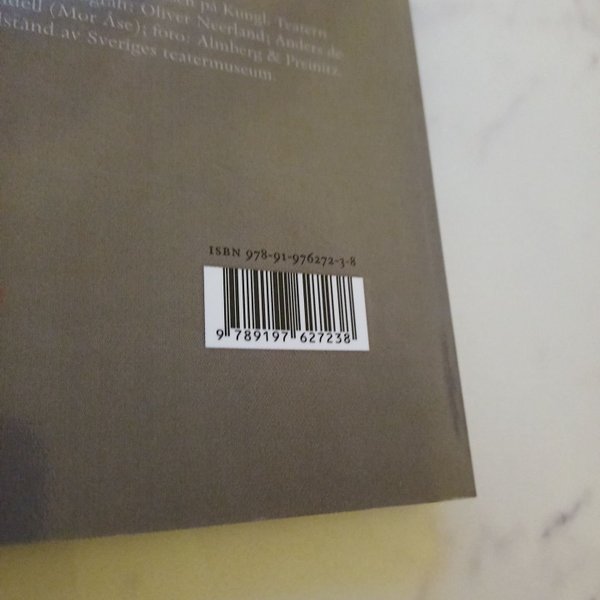 på Kungl. Teatern
Oliver Neerland; Anders de
(Mor Åse); foto: Almberg & Preinitz.
av Sveriges teatermuseum.
ISBN 978-91-976272-3-8
9 789197 627238